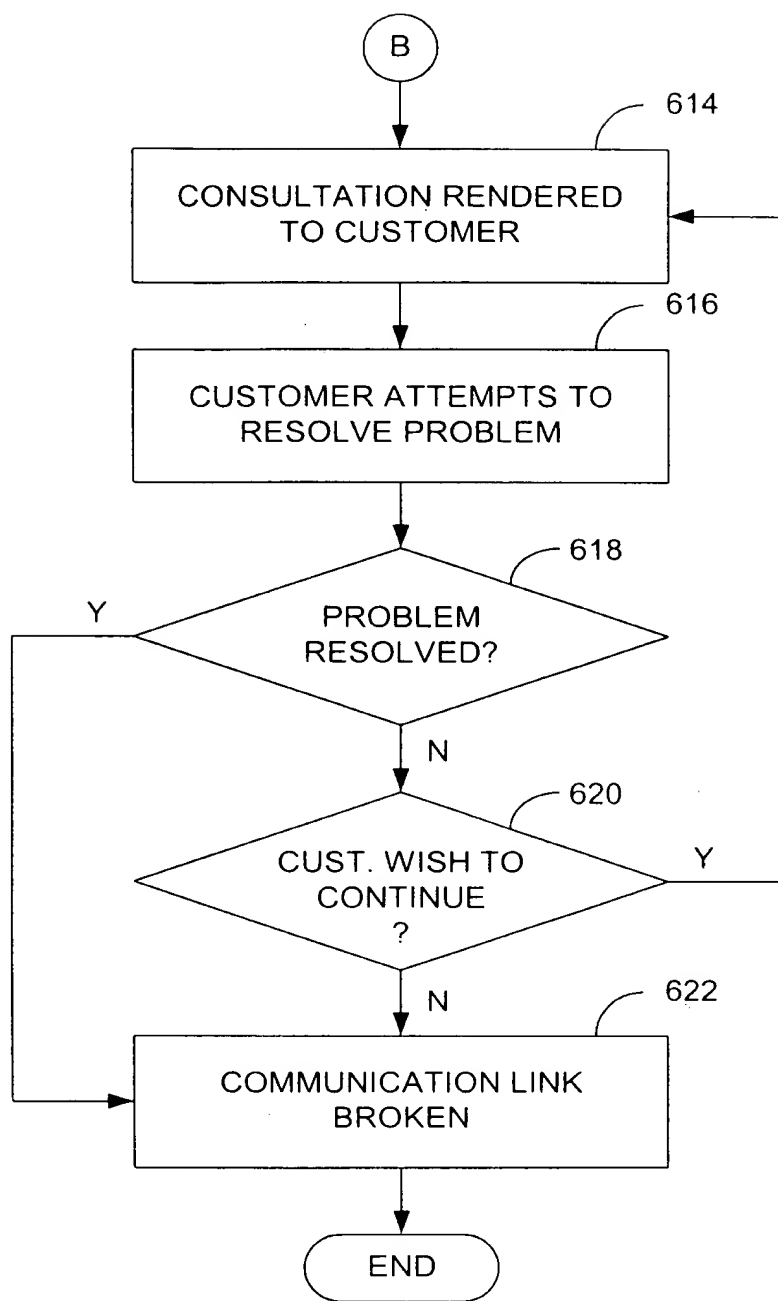 B
614
CONSULTATION RENDERED
TO CUSTOMER
616
CUSTOMER ATTEMPTS TO
RESOLVE PROBLEM
618
Y
PROBLEM
RESOLVED?
N
620
CUST. WISH TO
CONTINUE
?
Y
N
622
COMMUNICATION LINK
BROKEN
END